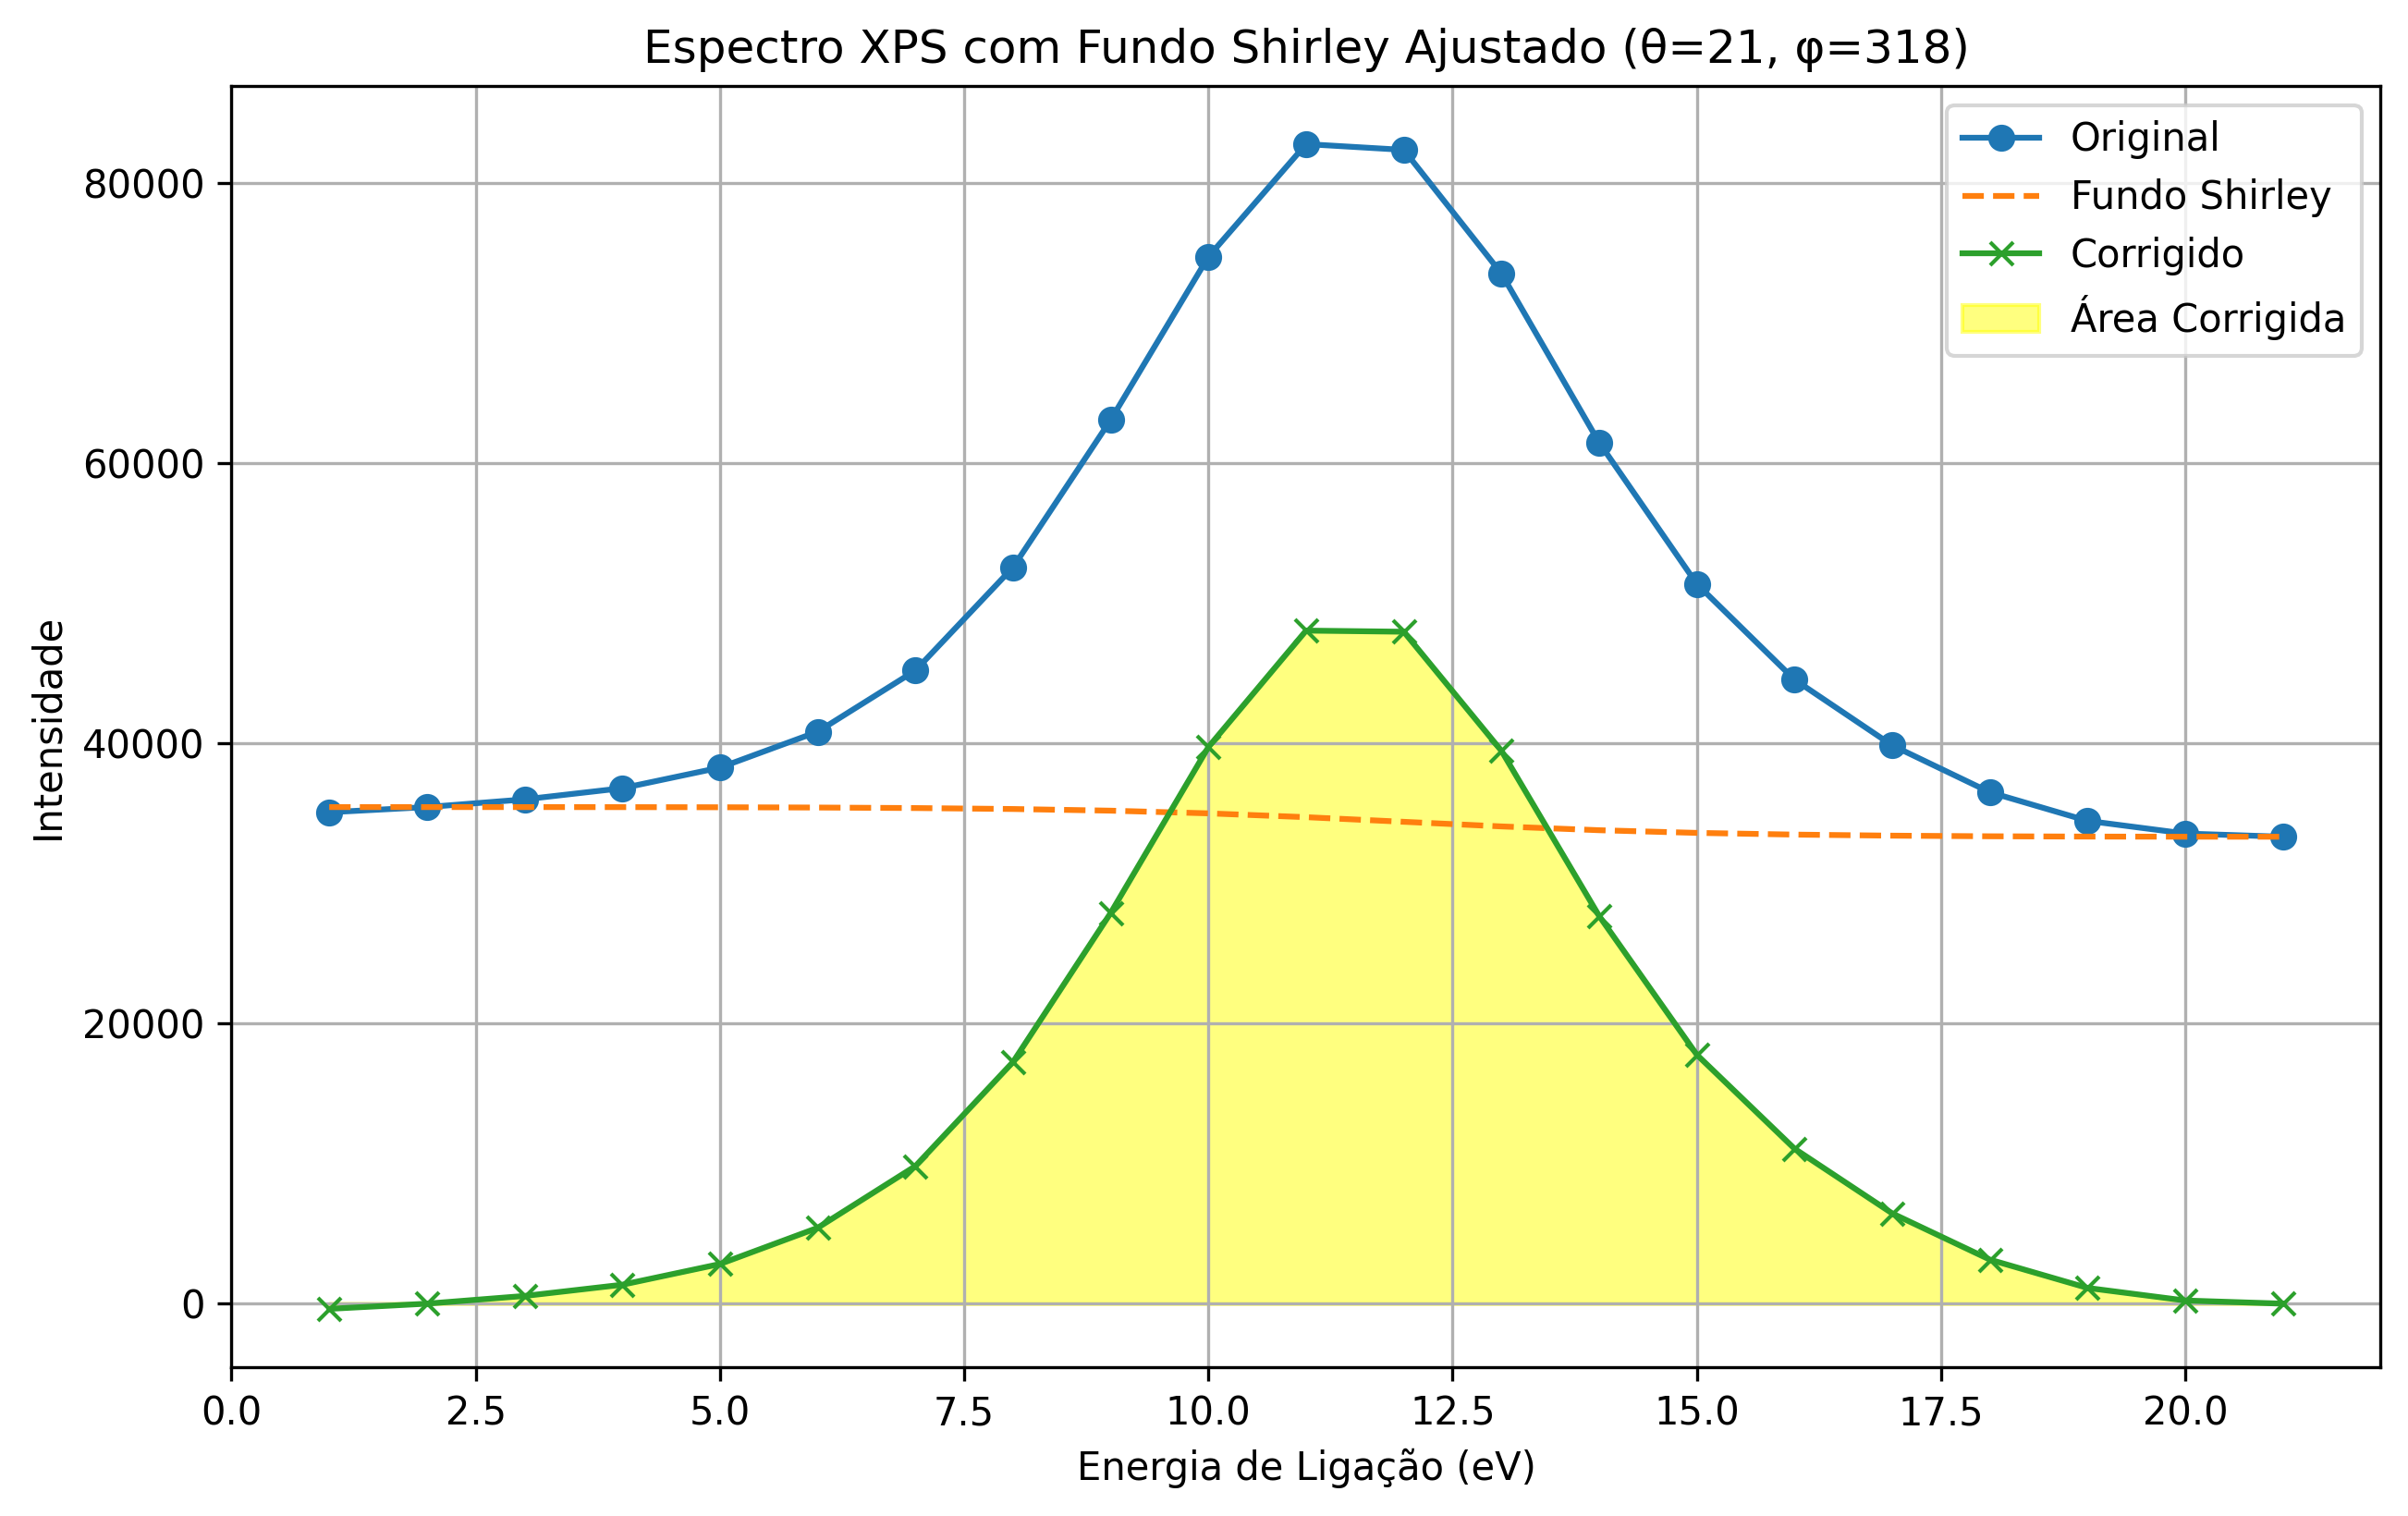 Espectro XPS com Fundo Shirley Ajustado (θ=21, φ=318)
Original
Fundo Shirley
Corrigido
Área Corrigida
Intensidade
80000
60000
40000
20000
0
0.0 2.5 5.0 7.5 10.0 12.5 15.0 17.5 20.0
Energia de Ligação (eV)